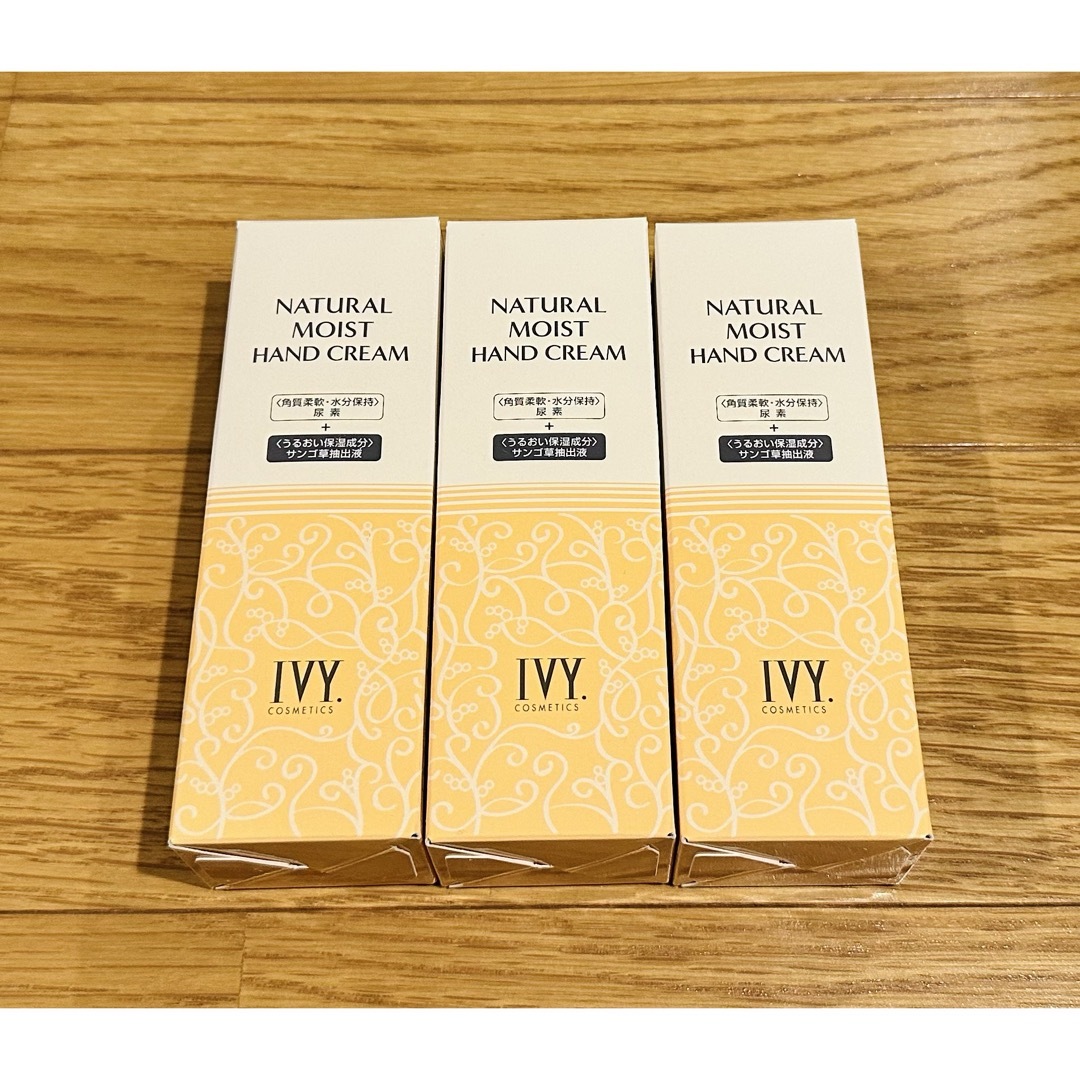 NATURAL
MOIST
HAND CREAM
〈角質柔軟・水分保持〉
尿素
+
〈うるおい保湿成分〉
サンゴ草抽出液
IVY.
COSMETICS
NATURAL
MOIST
HAND CREAM
〈角質柔軟・水分保持〉
尿素
+
〈うるおい保湿成分〉
サンゴ草抽出液
IVY.
COSMETICS
NATURAL
MOIST
HAND CREAM
〈角質柔軟・水分保持〉
尿素
+
〈うるおい保湿成分〉
サンゴ草抽出液
IVY.
COSMETICS